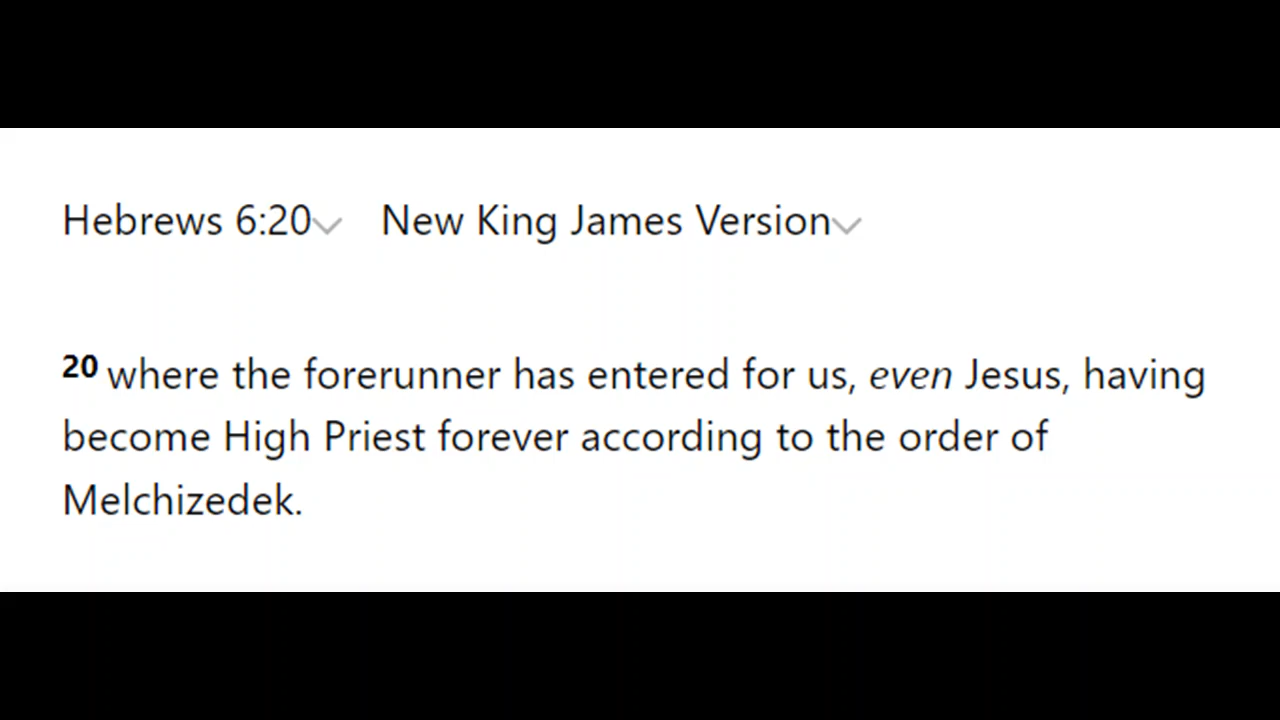 Hebrews 6:20 New King James Version
20 where the forerunner has entered for us, even Jesus, having
become High Priest forever according to the order of
Melchizedek.